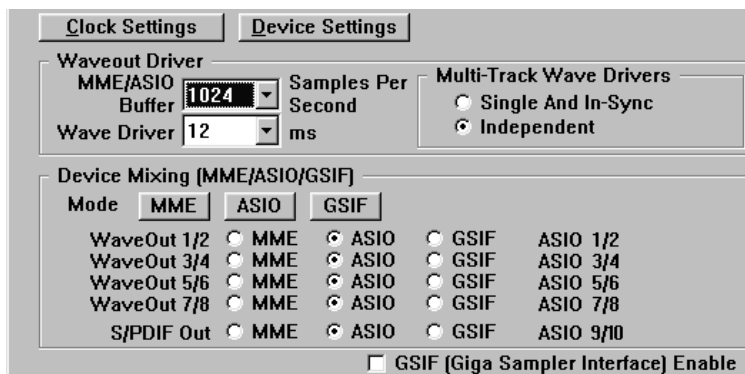 Clock Settings Device Settings
Waveout Driver
MME/ASIO Buffer 1024 Samples Per Second
Wave Driver 12 ms
Multi-Track Wave Drivers
Single And In-Sync
Independent
Device Mixing (MME/ASIO/GSIF)
Mode MME ASIO GSIF
WaveOut 1/2 MME ASIO GSIF ASIO 1/2
WaveOut 3/4 MME ASIO GSIF ASIO 3/4
WaveOut 5/6 MME ASIO GSIF ASIO 5/6
WaveOut 7/8 MME ASIO GSIF ASIO 7/8
S/PDIF Out MME ASIO GSIF ASIO 9/10
GSIF (Giga Sampler Interface) Enable